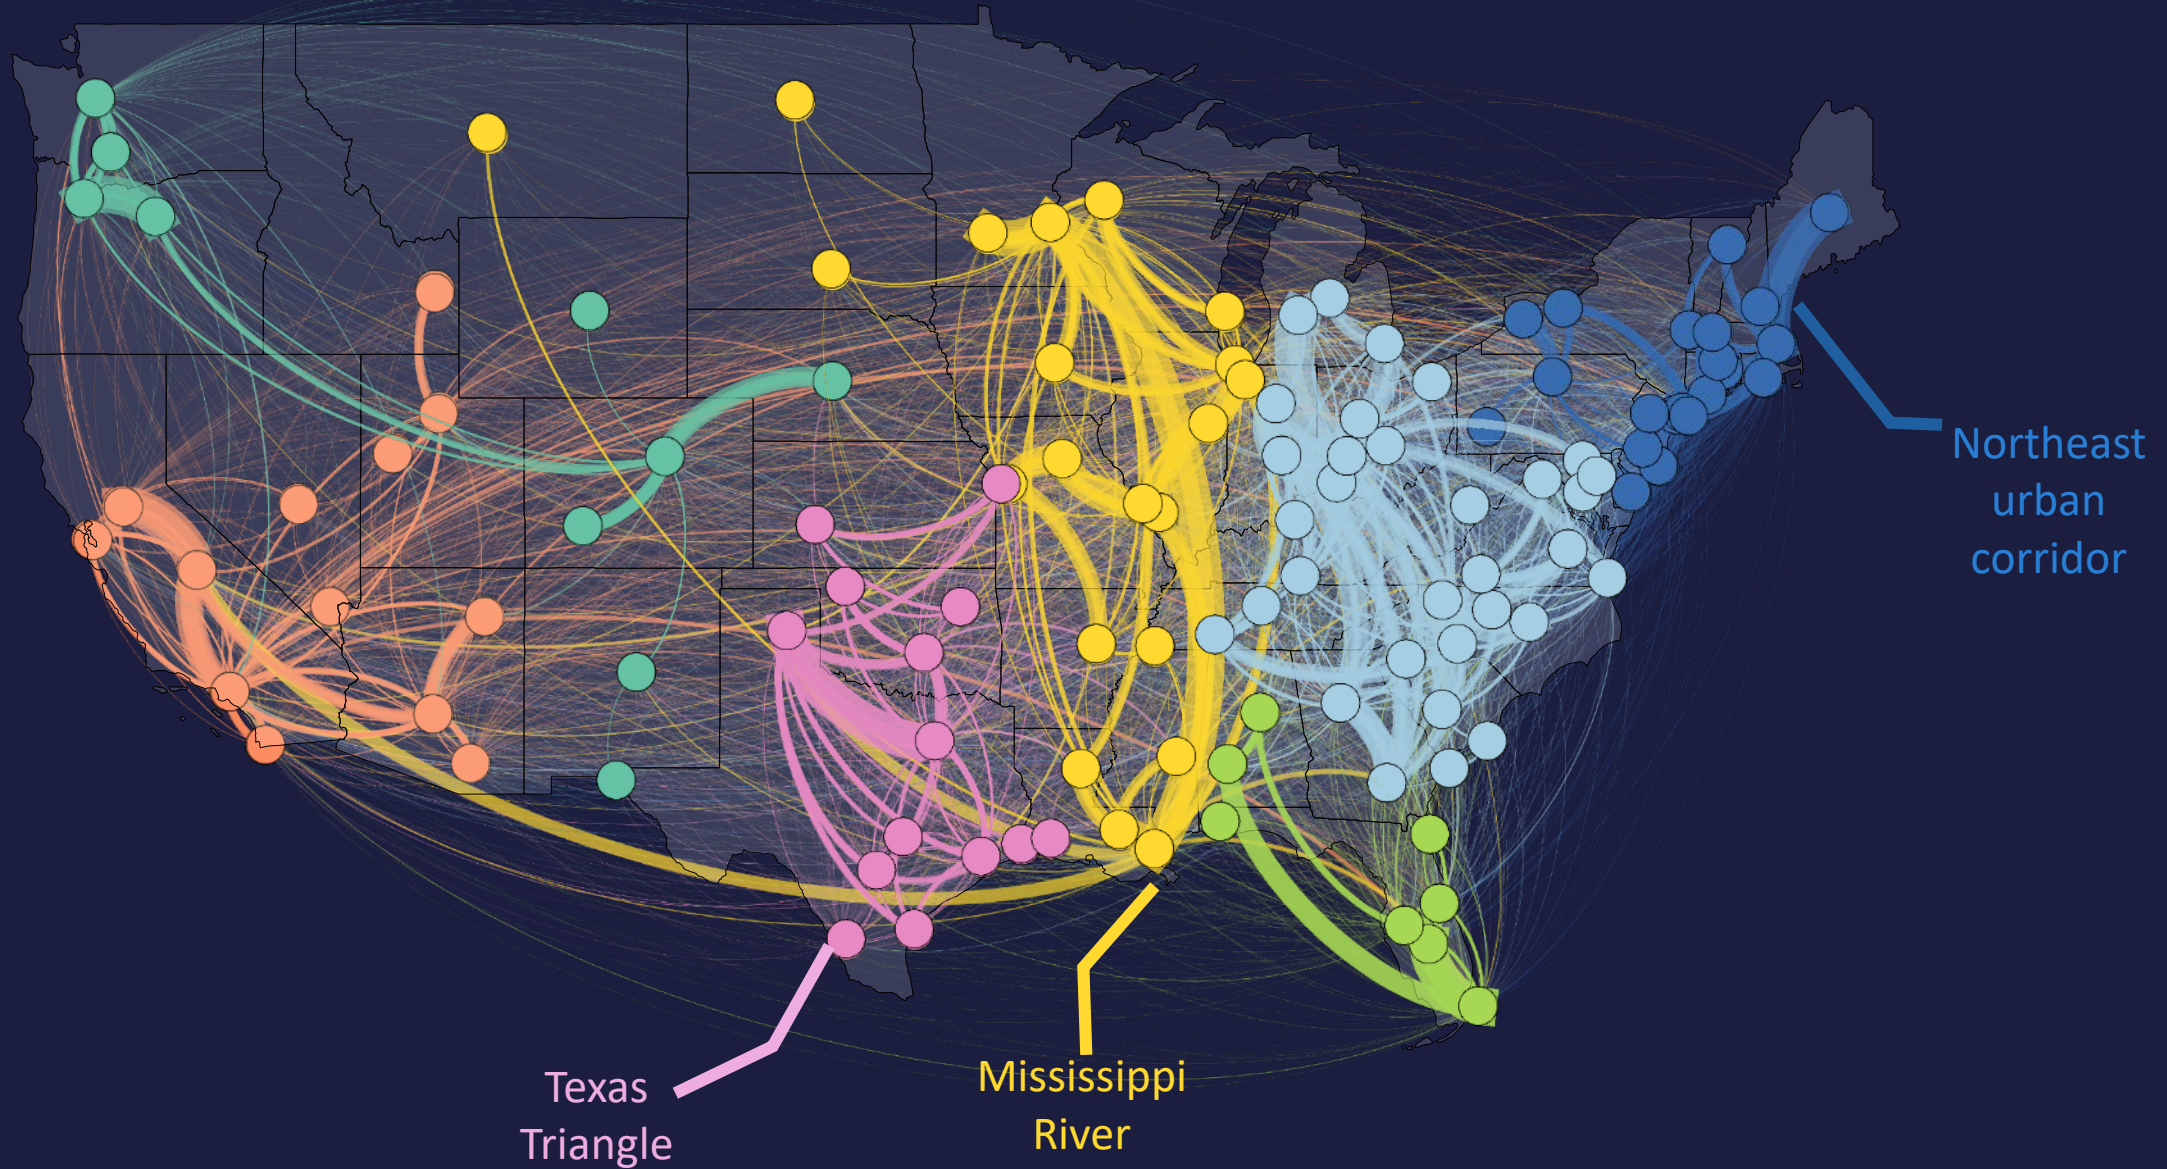 Northeast
urban
corridor
Texas
Triangle
Mississippi
River